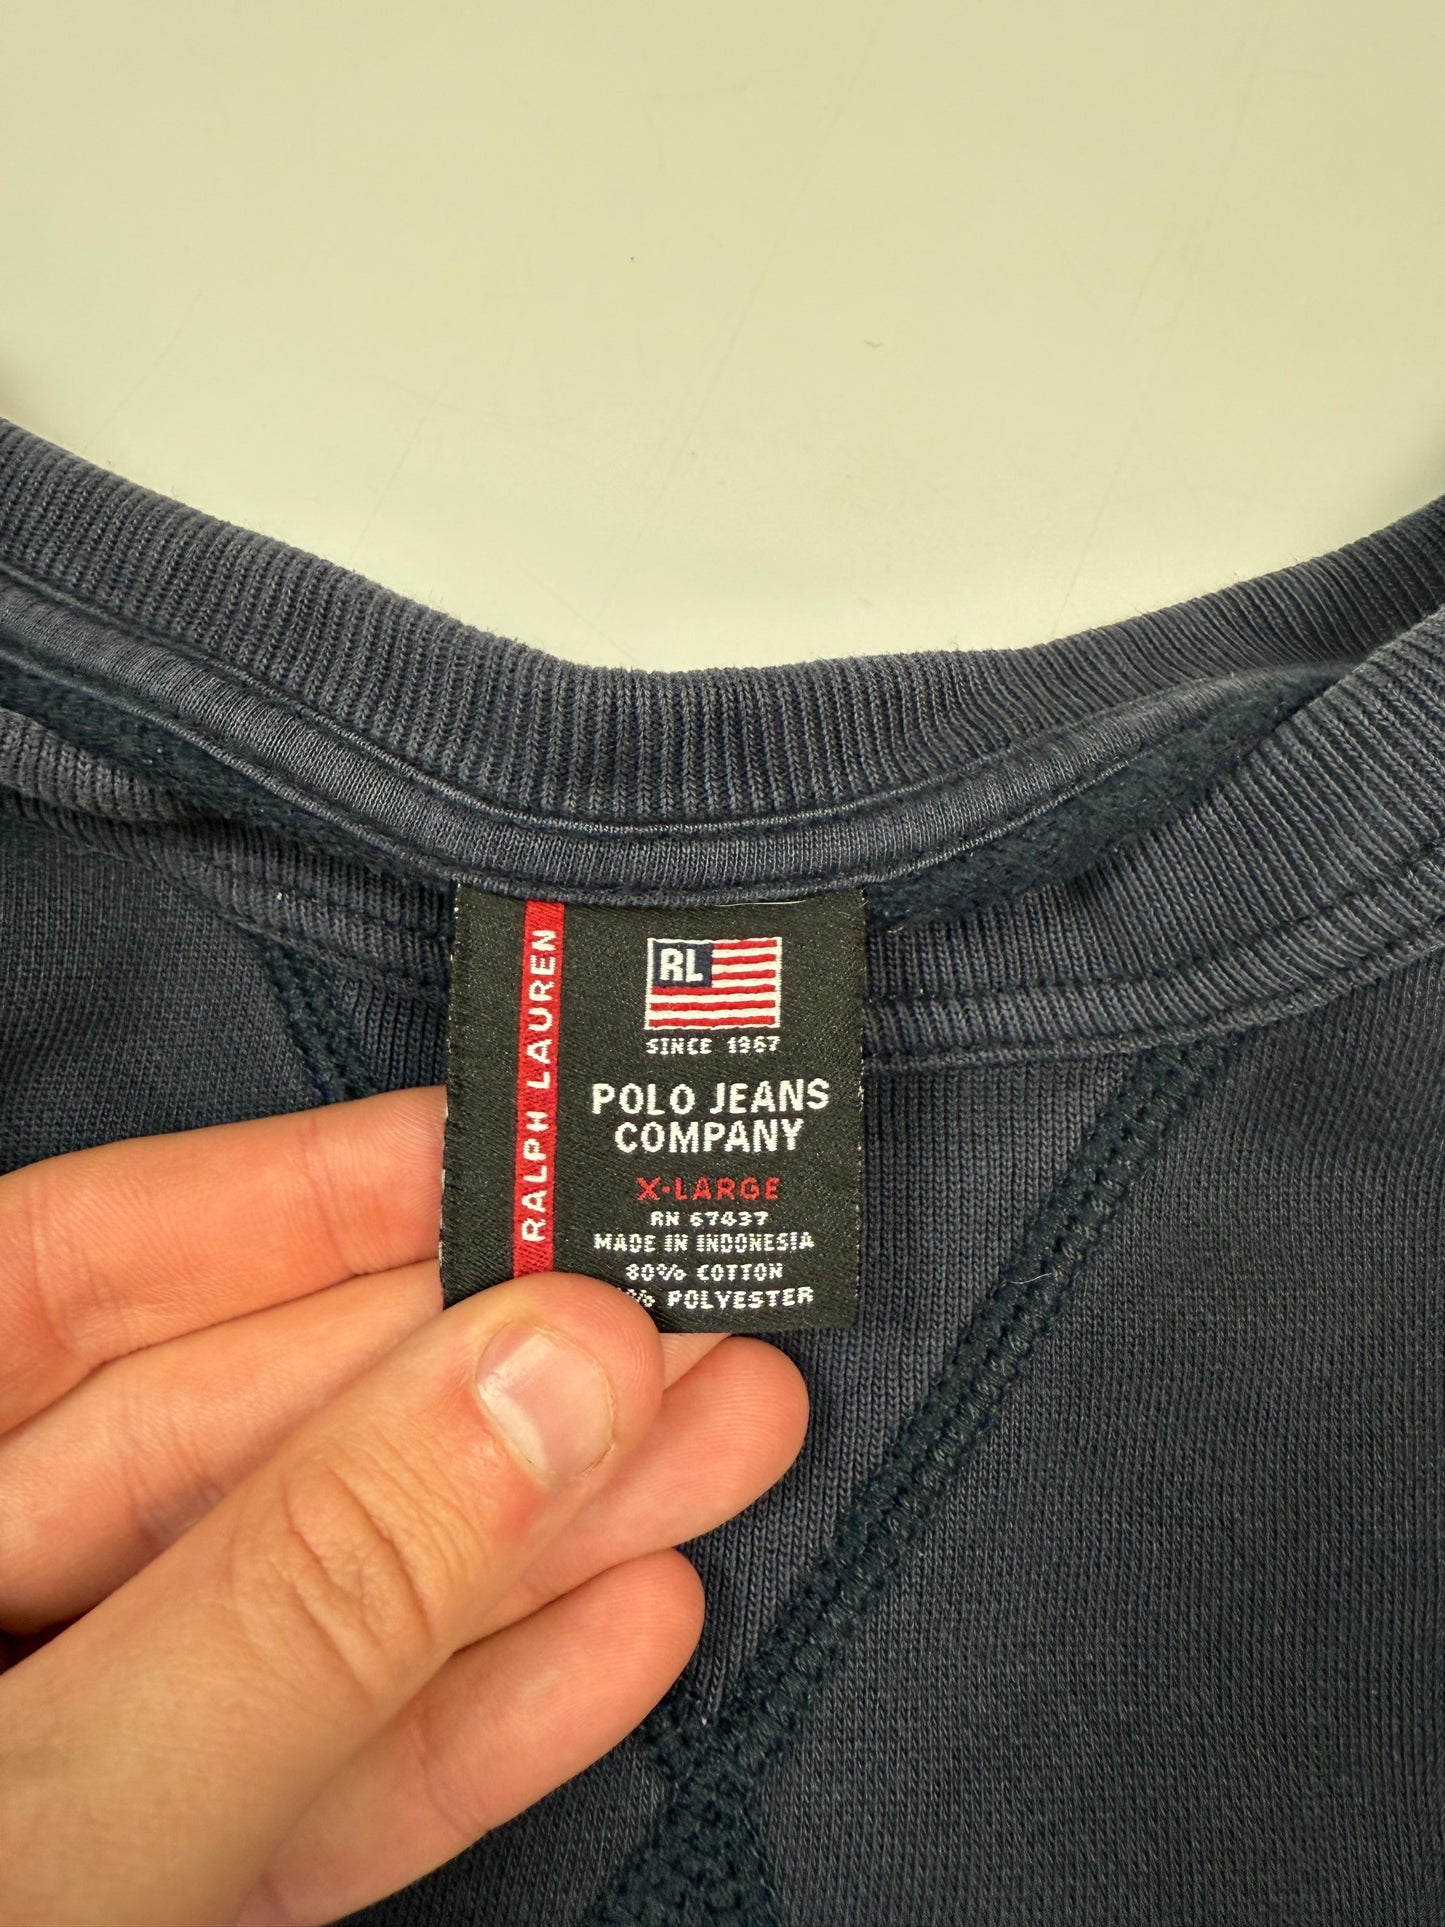 RALPH LAUREN
RL
SINCE 1967
POLO JEANS
COMPANY
X-LARGE
RN 67437
MADE IN INDONESIA
80% COTTON
% POLYESTER